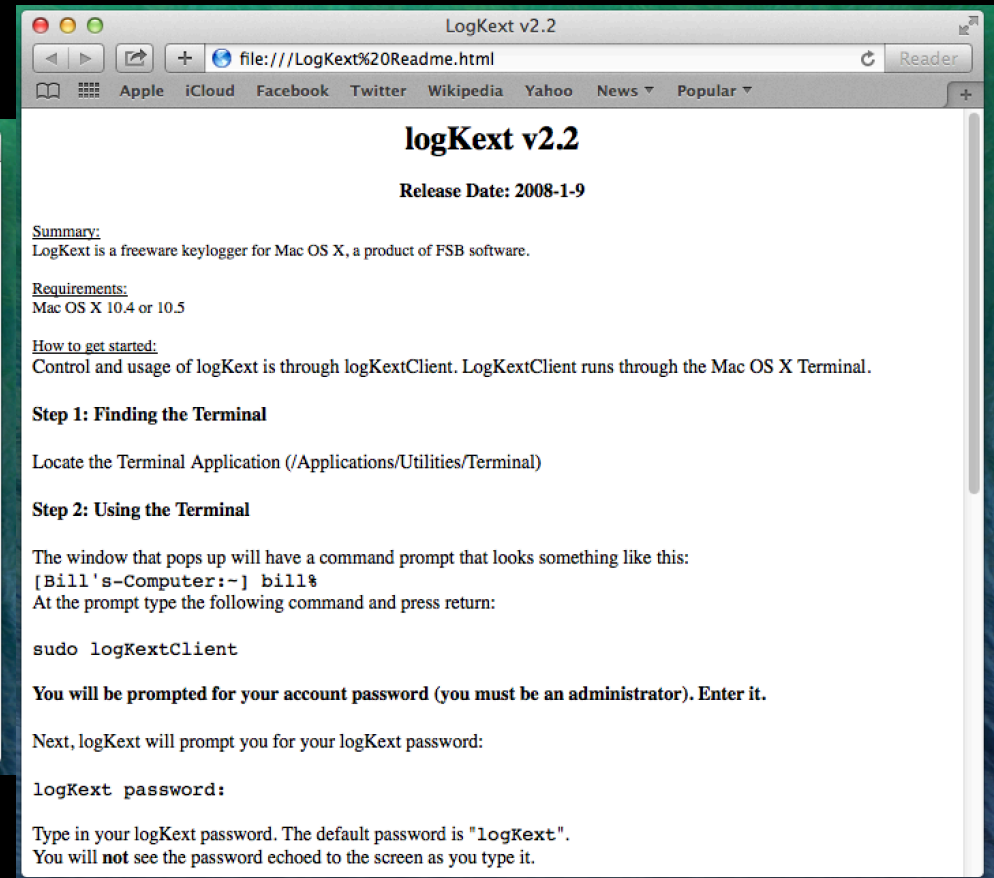 LogKext v2.2
file:///LogKext%20Readme.html
Reader
Apple iCloud Facebook Twitter Wikipedia Yahoo News ▼ Popular ▼
logKext v2.2
Release Date: 2008-1-9
Summary:
LogKext is a freeware keylogger for Mac OS X, a product of FSB software.
Requirements:
Mac OS X 10.4 or 10.5
How to get started:
Control and usage of logKext is through logKextClient. LogKextClient runs through the Mac OS X Terminal.
Step 1: Finding the Terminal
Locate the Terminal Application (/Applications/Utilities/Terminal)
Step 2: Using the Terminal
The window that pops up will have a command prompt that looks something like this:
[Bill's-Computer:~] bill%
At the prompt type the following command and press return:
sudo logKextClient
You will be prompted for your account password (you must be an administrator). Enter it.
Next, logKext will prompt you for your logKext password:
logKext password:
Type in your logKext password. The default password is "logKext".
You will not see the password echoed to the screen as you type it.